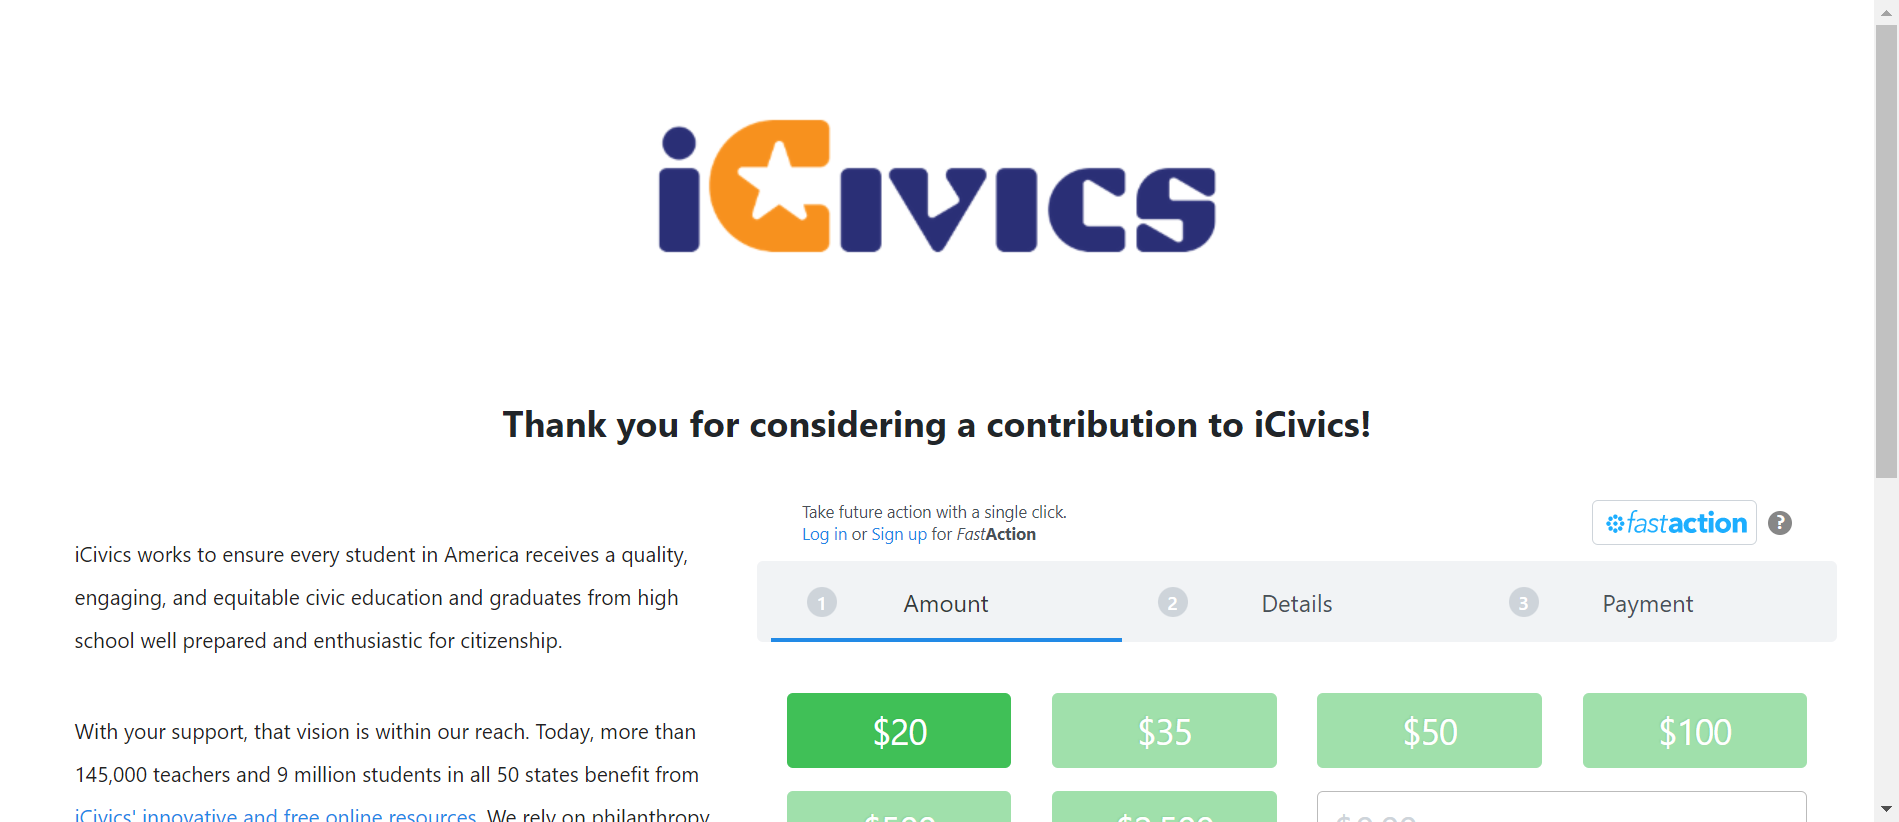 iCivics
Thank you for considering a contribution to iCivics!
Take future action with a single click.
Log in or Sign up for FastAction
fastaction ?
iCivics works to ensure every student in America receives a quality,
engaging, and equitable civic education and graduates from high
school well prepared and enthusiastic for citizenship.
With your support, that vision is within our reach. Today, more than
145,000 teachers and 9 million students in all 50 states benefit from
iCivics' innovative and free online resources. We rely on philanthropy
1 Amount
2 Details
3 Payment
$20
$35
$50
$100